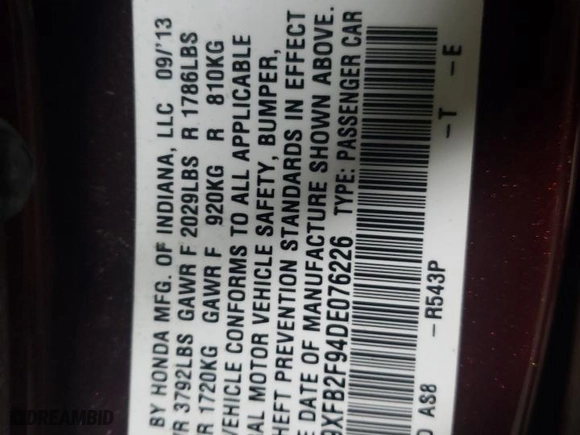 BY HONDA MFG. OF INDIANA, LLC 09/'13
3792LBS GAWR F 2029LBS R 1786LBS
1720KG GAWR F 920KG R 810KG
VEHICLE CONFORMS TO ALL APPLICABLE
MOTOR VEHICLE SAFETY, BUMPER,
PREVENTION STANDARDS IN EFFECT
DATE OF MANUFACTURE SHOWN ABOVE.
9XFB2F94DE076226 TYPE: PASSENGER CAR
AS8 -R543P -T -E
DREAMBID